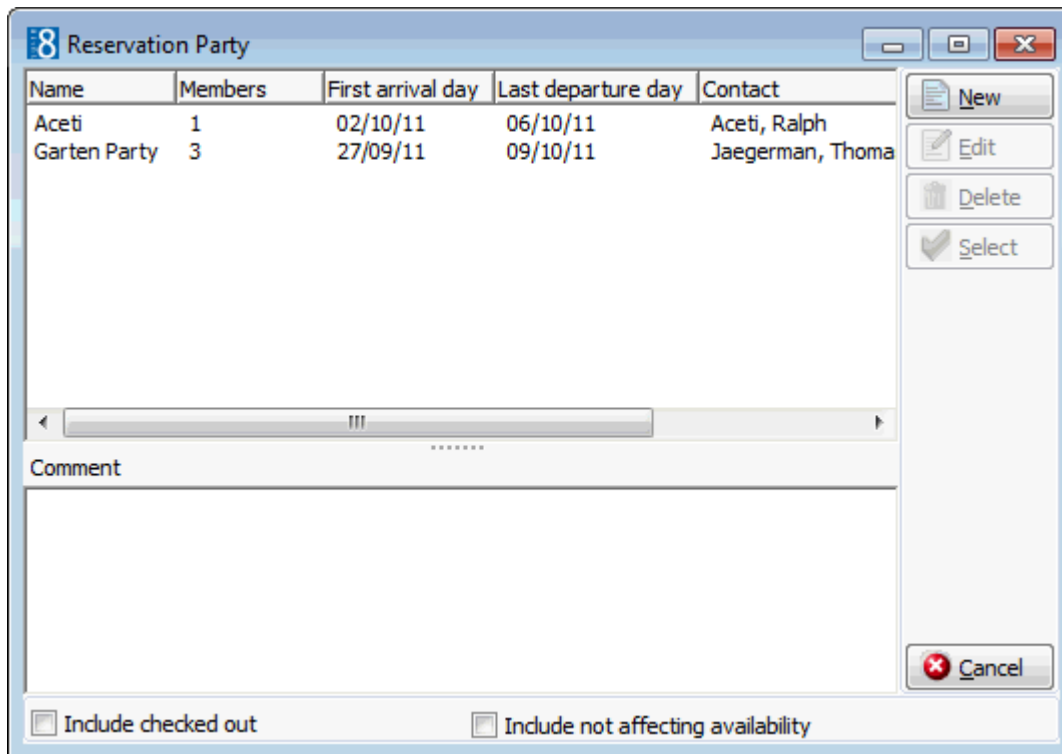 8 Reservation Party
Name Members First arrival day Last departure day Contact
Aceti 1 02/10/11 06/10/11 Aceti, Ralph
Garten Party 3 27/09/11 09/10/11 Jaegerman, Thoma
New
Edit
Delete
Select
Comment
Cancel
Include checked out Include not affecting availability